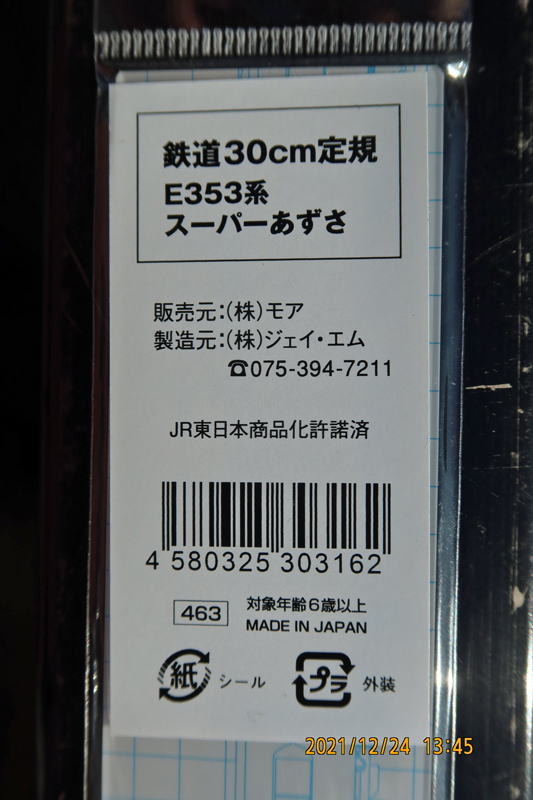 鉄道30cm定規
E353系
スーパーあずさ
販売元:(株)モア
製造元:(株)ジェイ・エム
☎075-394-7211
JR東日本商品化許諾済
4 580325 303162
463
対象年齢6歳以上
MADE IN JAPAN
紙 シール
プラ 外装
2021/12/24 13:45